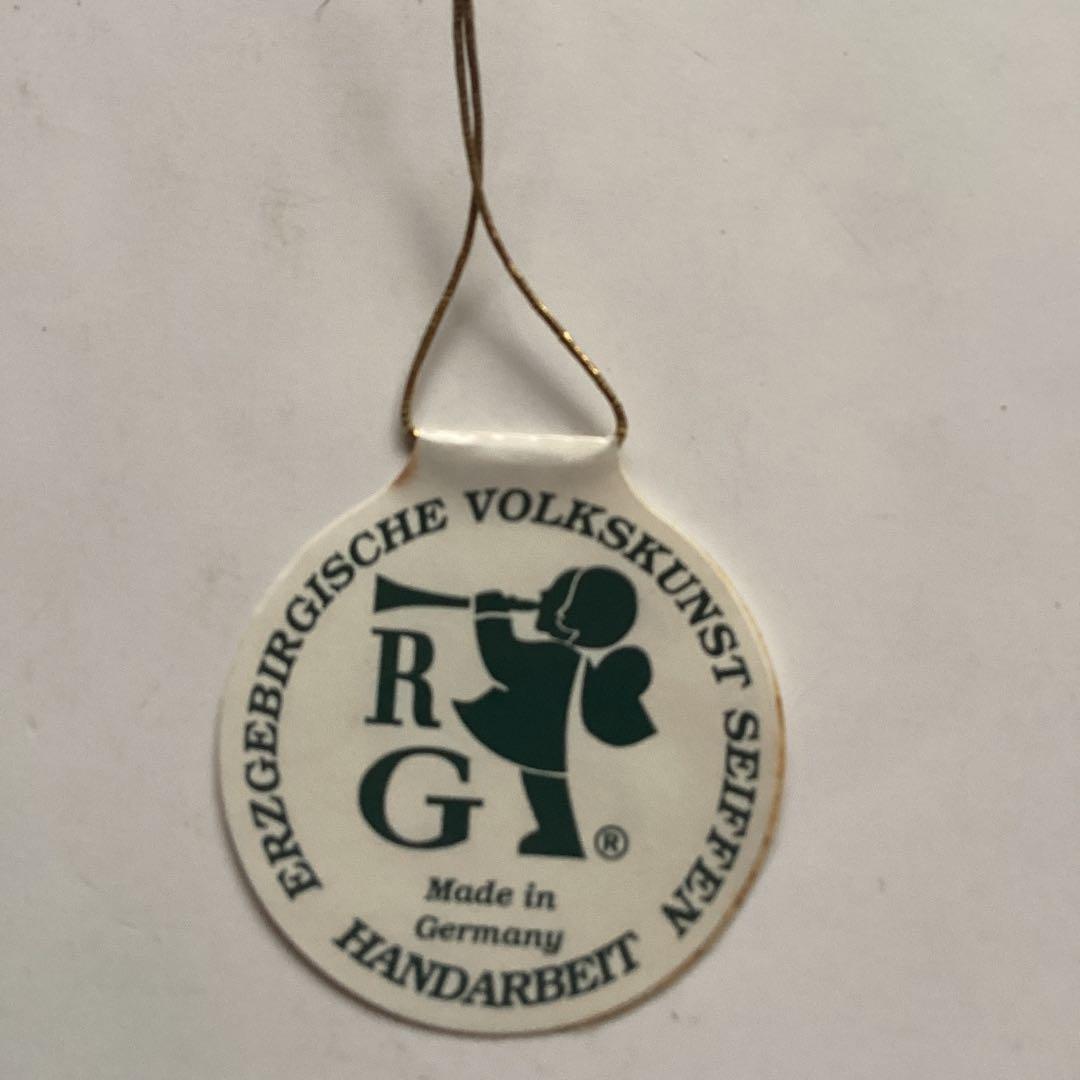 ERZGEBIRGISCHE VOLKSKUNST SEIFFEN
R
G
®
Made in
Germany
HANDARBEIT